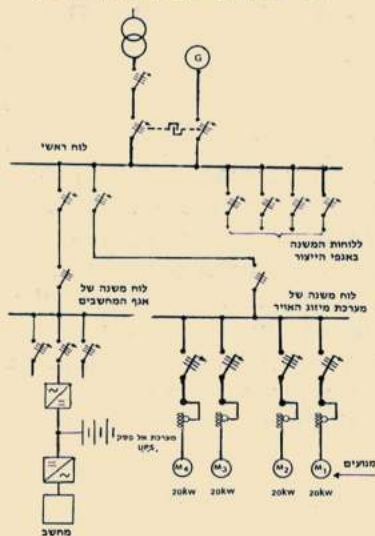 G
לוח ראשי
ללוחות המשנה
באגפי הייצור
לוח משנה של
אגף המחשבים
לוח משנה של
מערכת מיזוג האויר
מערכת אל פסק
UPS,
M4
M3
M2
M1
מנועים
20kW
20kW
20kW
20kW
מחשב